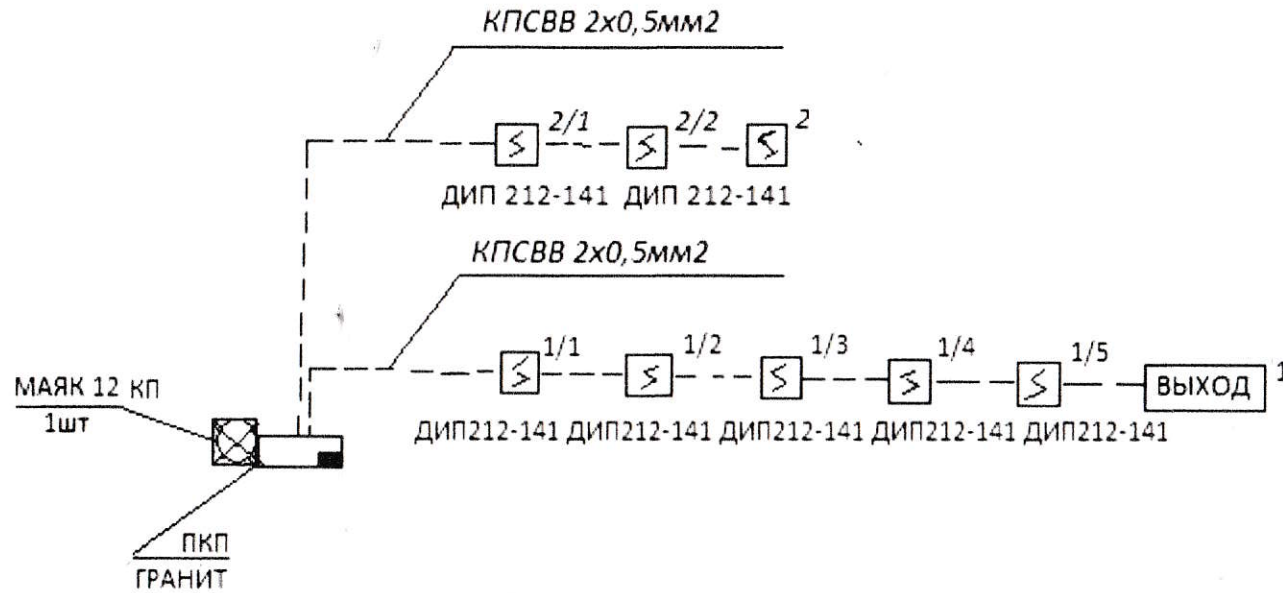 КПСВВ 2х0,5мм2
2/1 2/2 2
ДИП 212-141 ДИП 212-141
КПСВВ 2х0,5мм2
1/1 1/2 1/3 1/4 1/5
ВЫХОД 1
МАЯК 12 КП
1шт
ДИП212-141 ДИП212-141 ДИП212-141 ДИП212-141 ДИП212-141
ПКП
ГРАНИТ